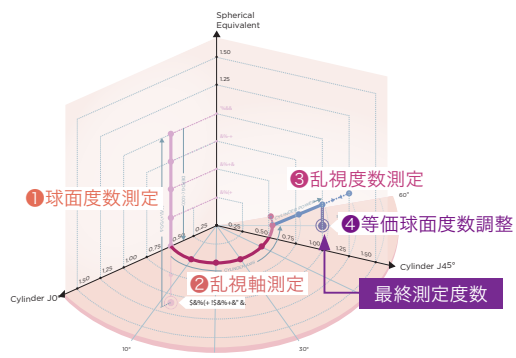 Spherical
Equivalent
1.50
1.25
❸乱視度数測定
❶球面度数測定
60°
❹等価球面度数調整
0.25
0.50
0.75
1.00
1.25
1.50
0.25
0.50
0.75
1.00
1.25
1.50
Cylinder J45°
❷乱視軸測定
最終測定度数
Cylinder J0
10°
30°